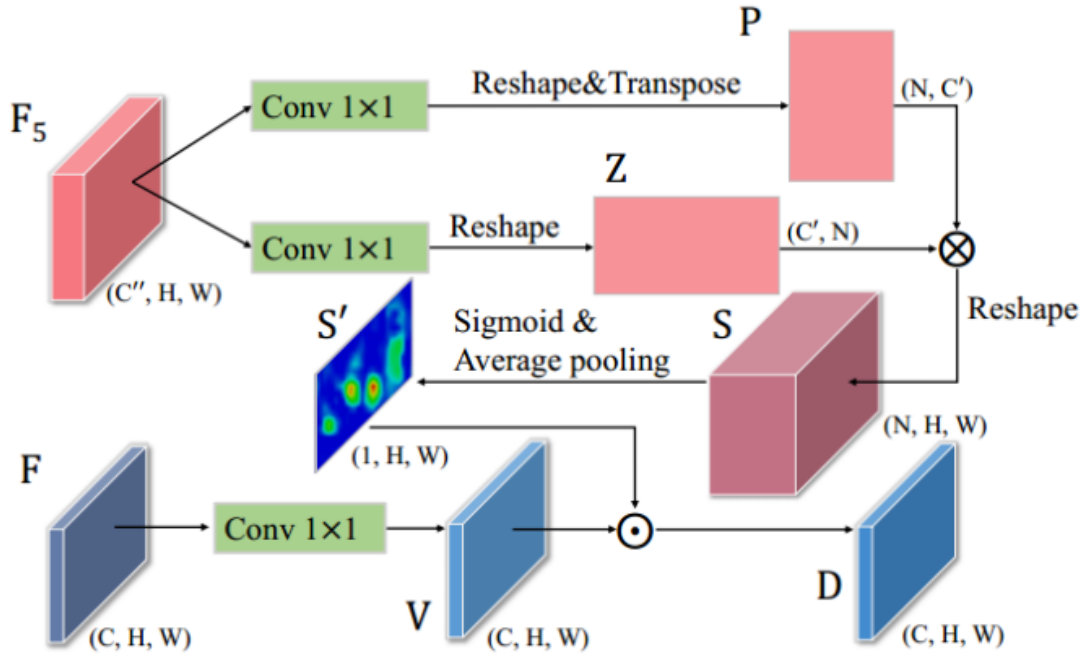 P
Reshape&Transpose
(N, C′)
F₅
Conv 1×1
Z
Reshape
(C′, N)
Conv 1×1
⊗
(C′′, H, W)
Reshape
S′
Sigmoid &
Average pooling
S
(N, H, W)
(1, H, W)
F
Conv 1×1
⊙
V
D
(C, H, W)
(C, H, W)
(C, H, W)